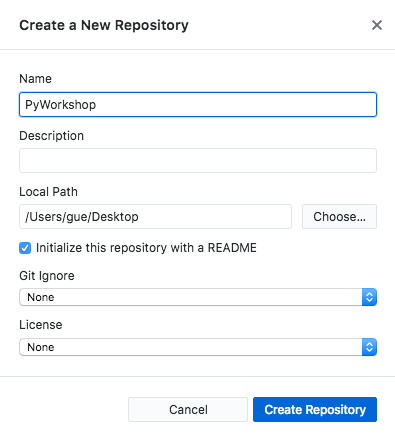 Create a New Repository
Name
PyWorkshop
Description
Local Path
/Users/gue/Desktop Choose...
Initialize this repository with a README
Git Ignore
None
License
None
Cancel Create Repository